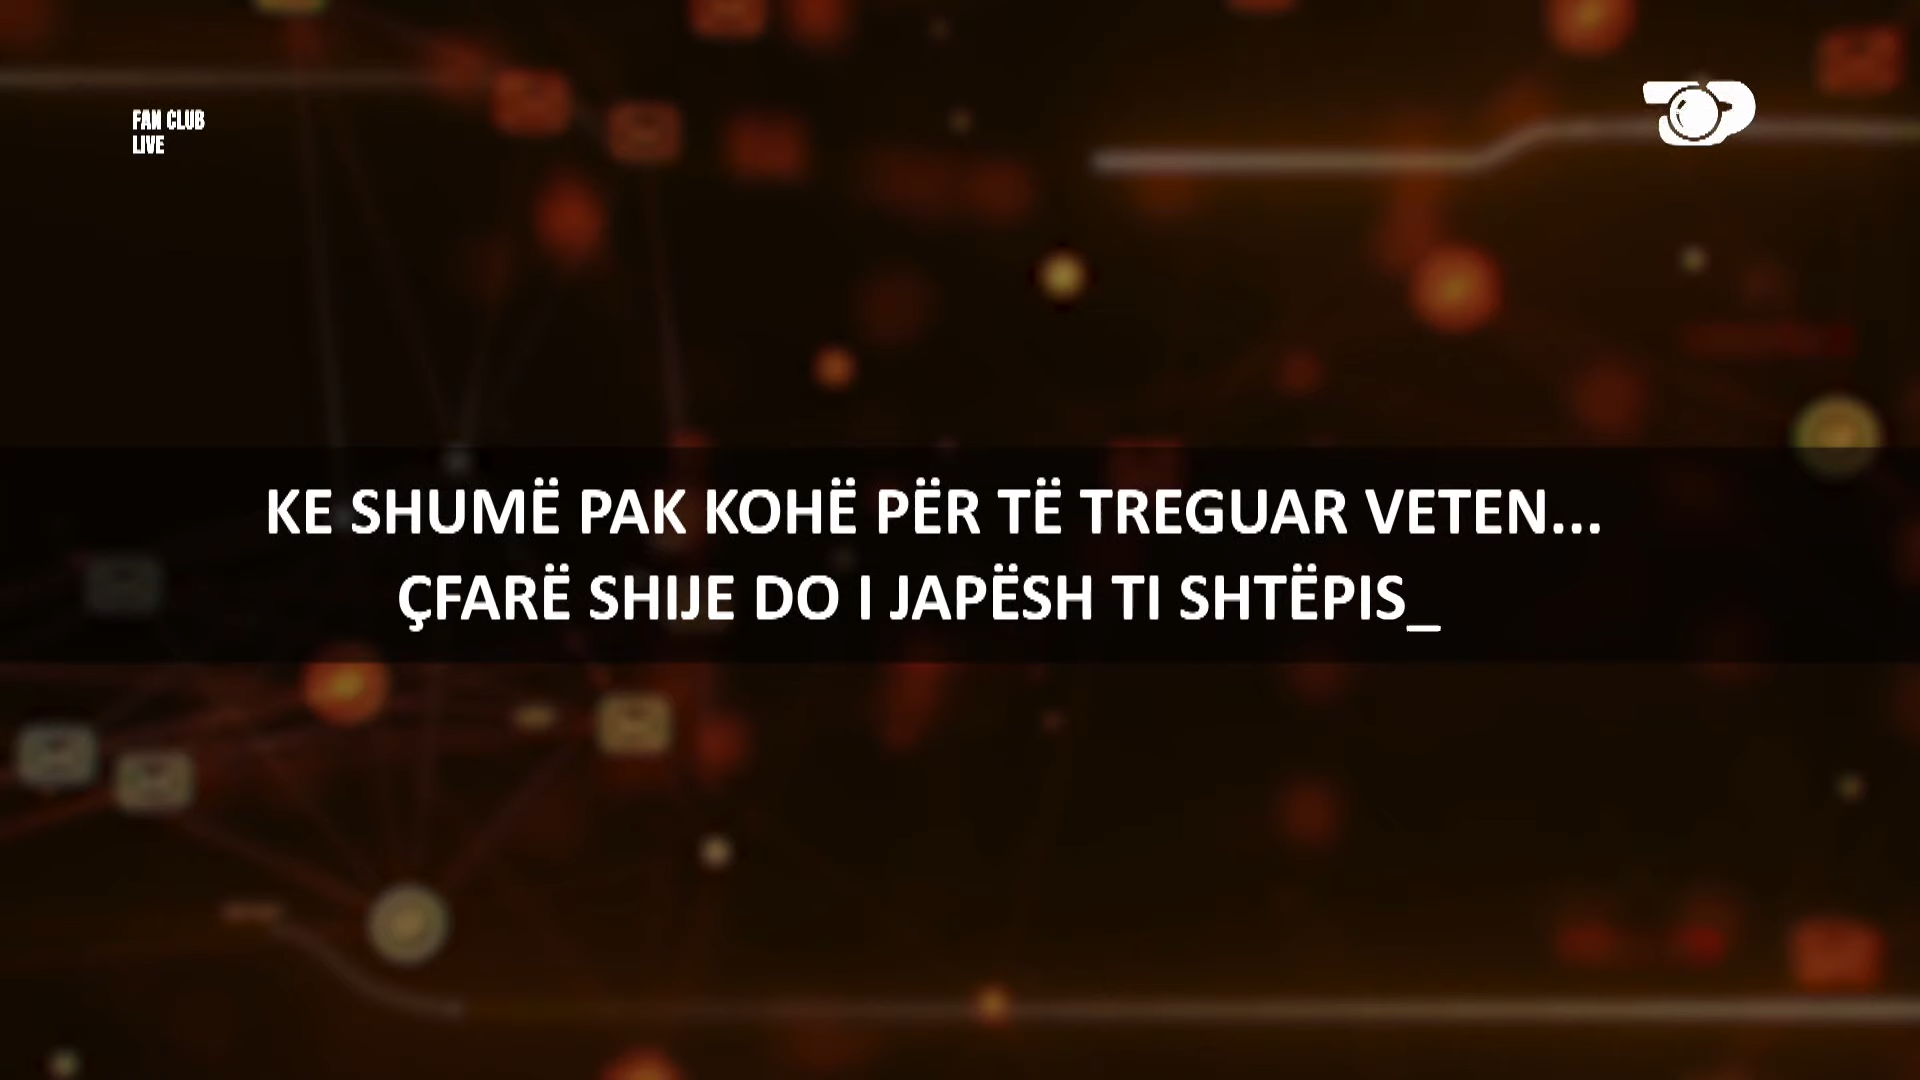 FAN CLUB
LIVE
KE SHUMË PAK KOHË PËR TË TREGUAR VETEN...
ÇFARË SHIJE DO I JAPËSH TI SHTËPIS_